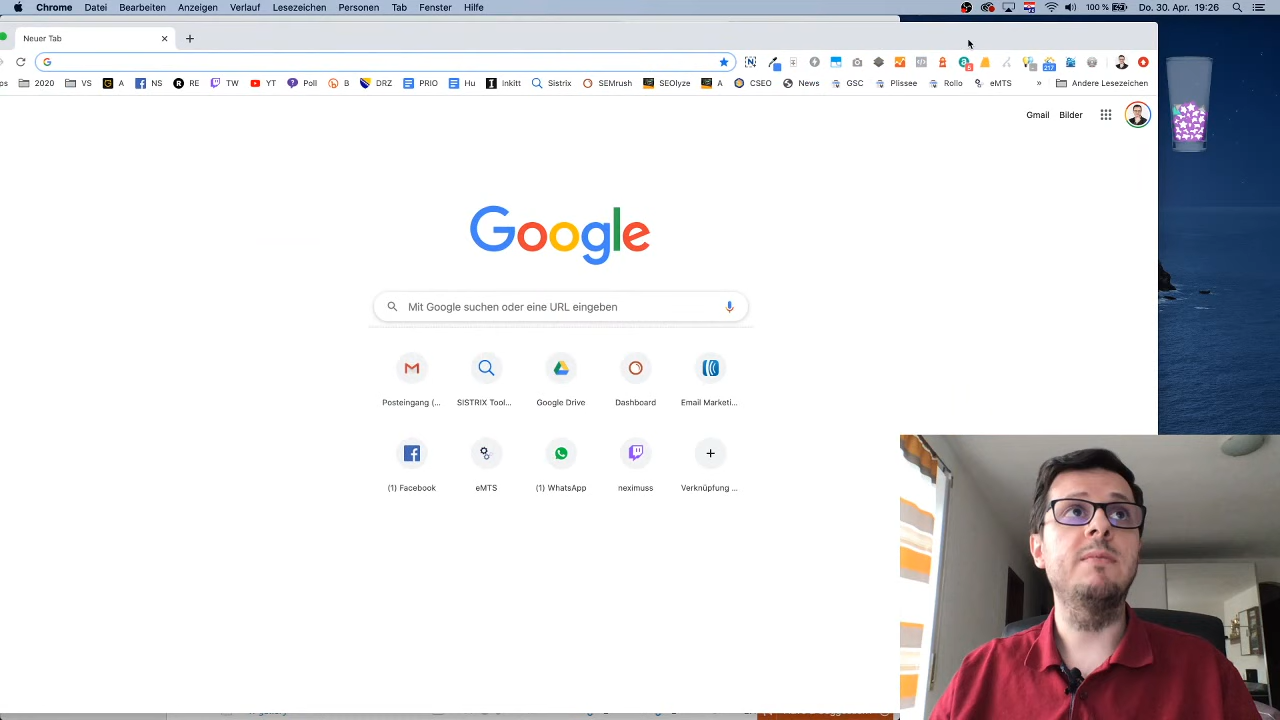 Chrome Datei Bearbeiten Anzeigen Verlauf Lesezeichen Personen Tab Fenster Hilfe 100 % Do. 30. Apr. 19:26
Neuer Tab
2020 VS A NS RE TW YT Poll B DRZ PRIO Hu Inkitt Sistrix SEMrush SEOlyze A CSEO News GSC Plissee Rollo eMTS » Andere Lesezeichen
Gmail Bilder
Google
Mit Google suchen oder eine URL eingeben
Posteingang (... SISTRIX Tool... Google Drive Dashboard Email Marketi...
(1) Facebook eMTS (1) WhatsApp neximuss Verknüpfung ...